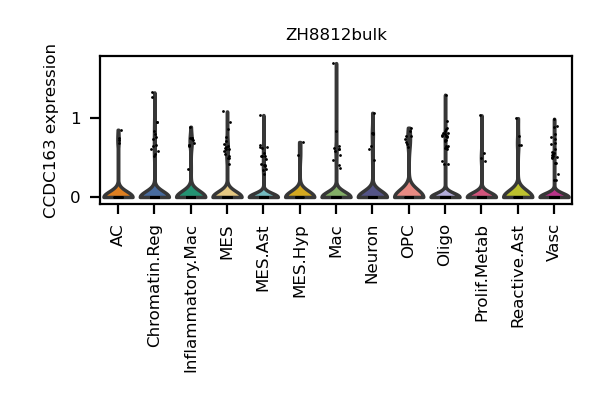 ZH8812bulk
CCDC163 expression
1
0
AC
Chromatin.Reg
Inflammatory.Mac
MES
MES.Ast
MES.Hyp
Mac
Neuron
OPC
Oligo
Prolif.Metab
Reactive.Ast
Vasc